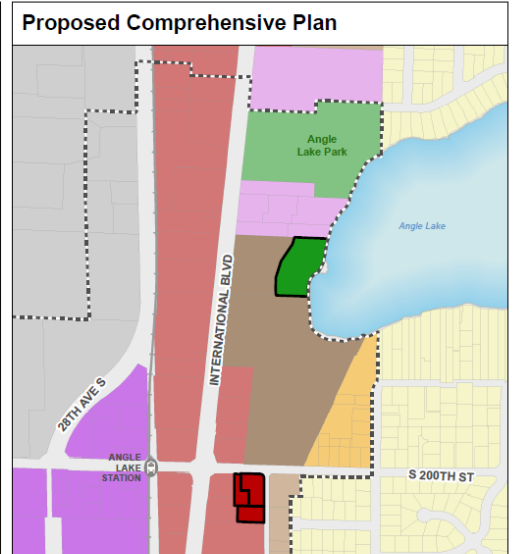 Proposed Comprehensive Plan
Angle
Lake Park
Angle Lake
INTERNATIONAL BLVD
28TH AVE S
ANGLE
LAKE
STATION
S 200TH ST